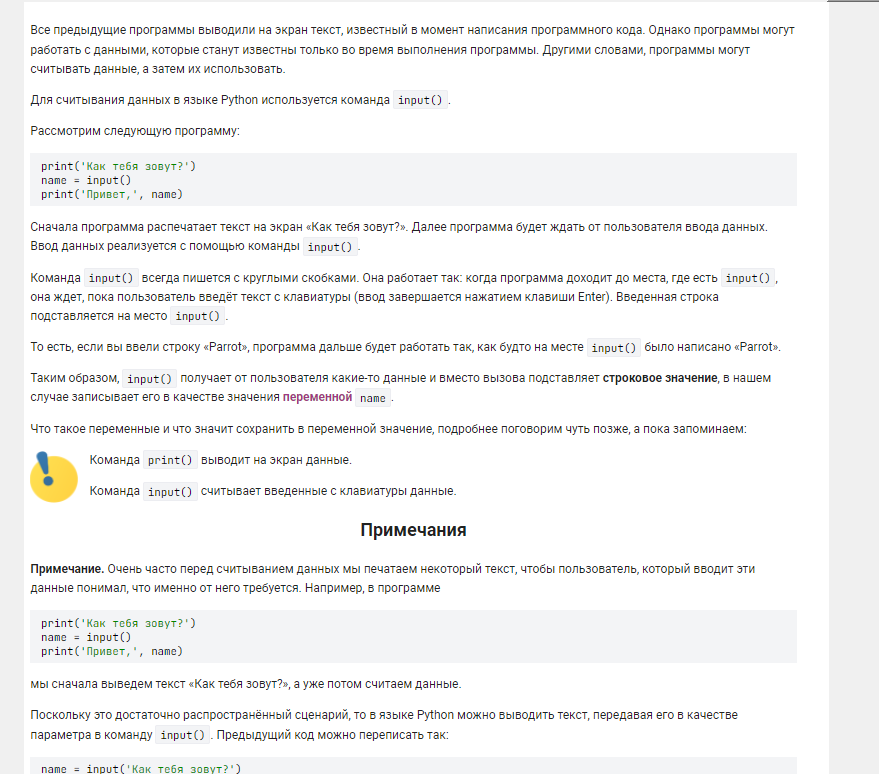 Все предыдущие программы выводили на экран текст, известный в момент написания программного кода. Однако программы могут
работать с данными, которые станут известны только во время выполнения программы. Другими словами, программы могут
считывать данные, а затем их использовать.
Для считывания данных в языке Python используется команда input() .
Рассмотрим следующую программу:
print('Как тебя зовут?')
name = input()
print('Привет,', name)
Сначала программа распечатает текст на экран «Как тебя зовут?». Далее программа будет ждать от пользователя ввода данных.
Ввод данных реализуется с помощью команды input() .
Команда input() всегда пишется с круглыми скобками. Она работает так: когда программа доходит до места, где есть input() ,
она ждет, пока пользователь введёт текст с клавиатуры (ввод завершается нажатием клавиши Enter). Введенная строка
подставляется на место input() .
То есть, если вы ввели строку «Parrot», программа дальше будет работать так, как будто на месте input() было написано «Parrot».
Таким образом, input() получает от пользователя какие-то данные и вместо вызова подставляет строковое значение, в нашем
случае записывает его в качестве значения переменной name .
Что такое переменные и что значит сохранить в переменной значение, подробнее поговорим чуть позже, а пока запоминаем:
Команда print() выводит на экран данные.
Команда input() считывает введенные с клавиатуры данные.
Примечания
Примечание. Очень часто перед считыванием данных мы печатаем некоторый текст, чтобы пользователь, который вводит эти
данные понимал, что именно от него требуется. Например, в программе
print('Как тебя зовут?')
name = input()
print('Привет,', name)
мы сначала выведем текст «Как тебя зовут?», а уже потом считаем данные.
Поскольку это достаточно распространённый сценарий, то в языке Python можно выводить текст, передавая его в качестве
параметра в команду input() . Предыдущий код можно переписать так:
name = input('Как тебя зовут?')